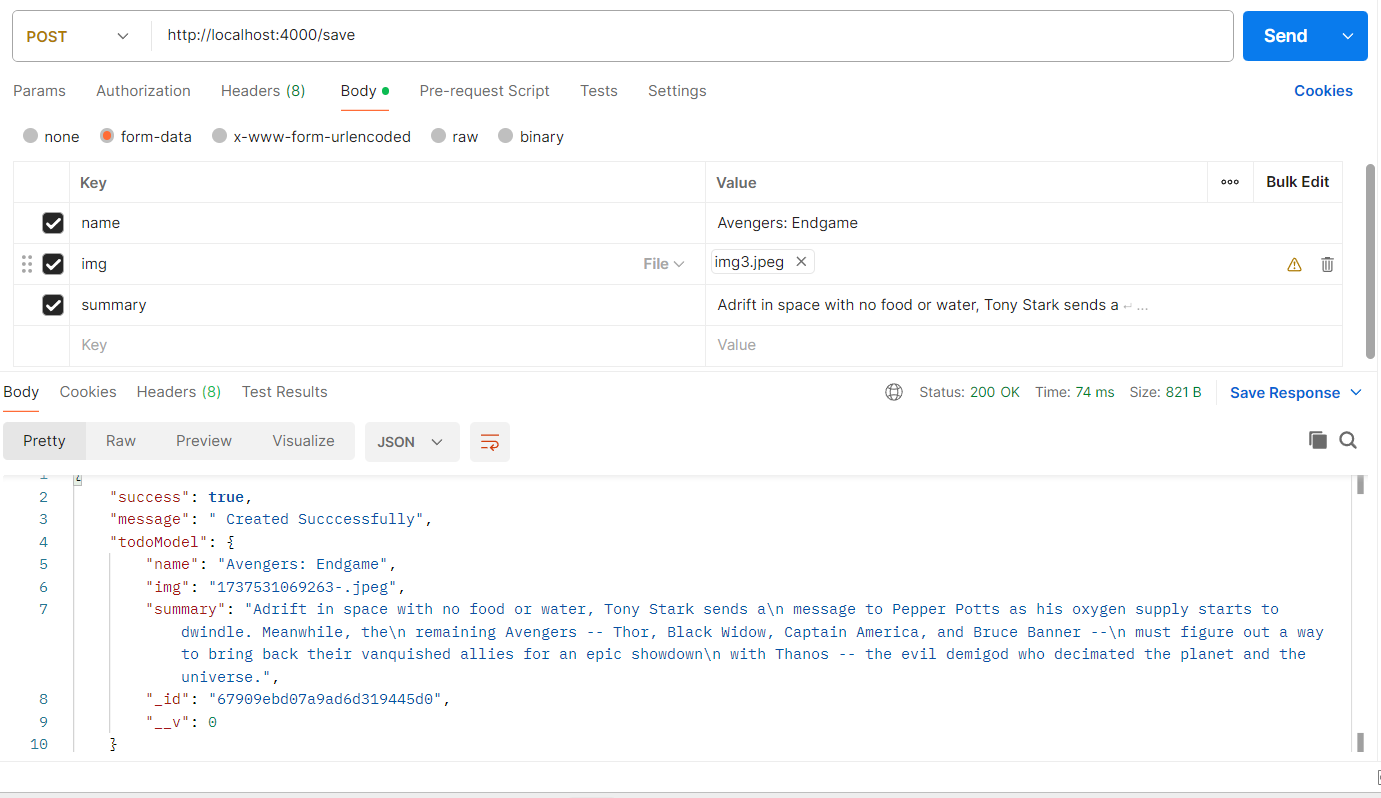 POST http://localhost:4000/save Send
Params Authorization Headers (8) Body Pre-request Script Tests Settings Cookies
none form-data x-www-form-urlencoded raw binary
Key Value Bulk Edit
name Avengers: Endgame
img File img3.jpeg
summary Adrift in space with no food or water, Tony Stark sends a ↵ ...
Key Value
Body Cookies Headers (8) Test Results Status: 200 OK Time: 74 ms Size: 821 B Save Response
Pretty Raw Preview Visualize JSON
1 {
2 "success": true,
3 "message": " Created Succcessfully",
4 "todoModel": {
5 "name": "Avengers: Endgame",
6 "img": "1737531069263-.jpeg",
7 "summary": "Adrift in space with no food or water, Tony Stark sends a\n message to Pepper Potts as his oxygen supply starts to
dwindle. Meanwhile, the\n remaining Avengers -- Thor, Black Widow, Captain America, and Bruce Banner --\n must figure out a way
to bring back their vanquished allies for an epic showdown\n with Thanos -- the evil demigod who decimated the planet and the
universe.",
8 "_id": "67909ebd07a9ad6d319445d0",
9 "__v": 0
10 }